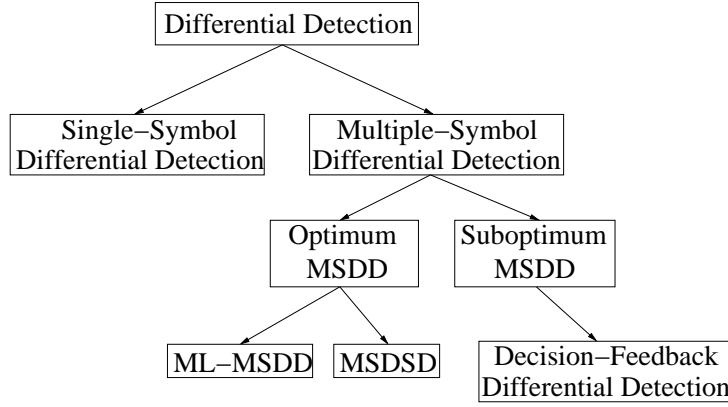 Differential Detection
Single−Symbol
Differential Detection
Multiple−Symbol
Differential Detection
Optimum
MSDD
Suboptimum
MSDD
ML−MSDD
MSDSD
Decision−Feedback
Differential Detection